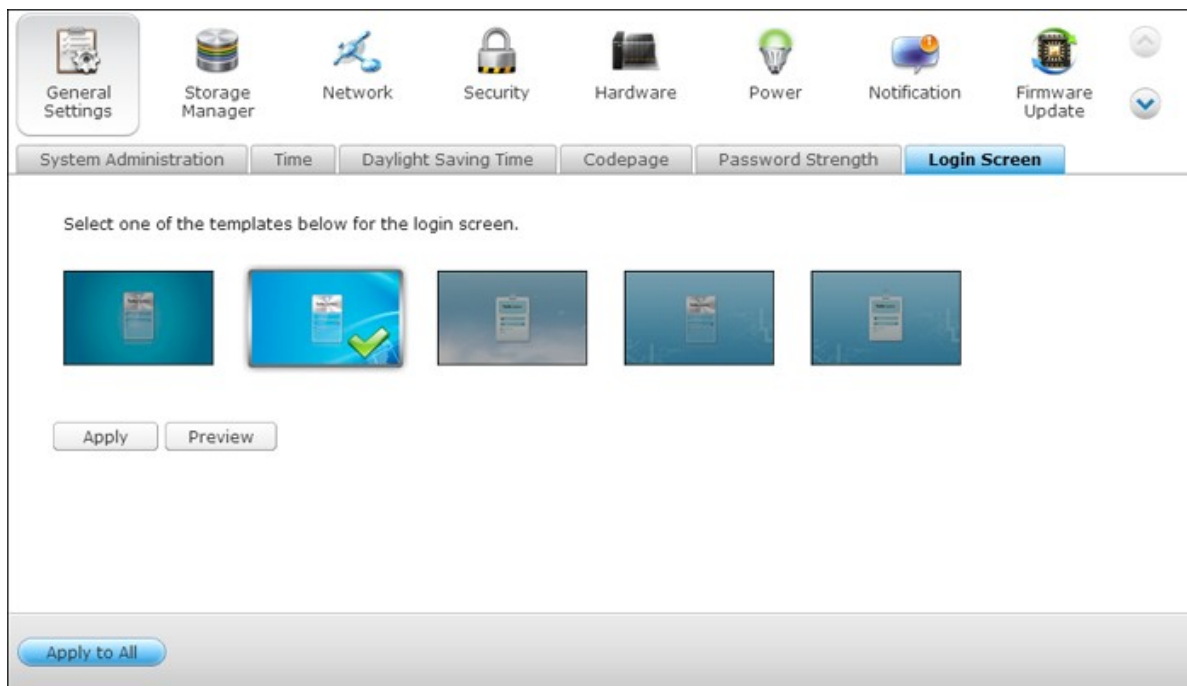 General Settings
Storage Manager
Network
Security
Hardware
Power
Notification
Firmware Update
System Administration
Time
Daylight Saving Time
Codepage
Password Strength
Login Screen
Select one of the templates below for the login screen.
Apply
Preview
Apply to All